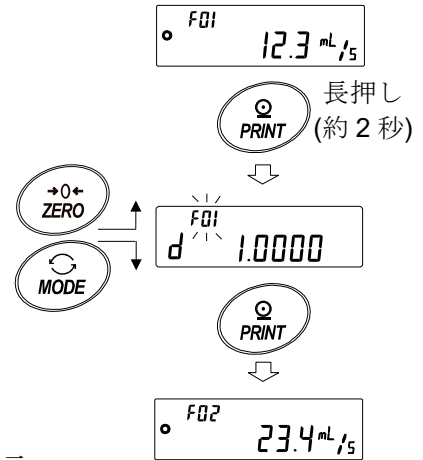 F01
12.3 mL/s
PRINT
長押し
(約 2 秒)
→0←
ZERO
MODE
F01
d 1.0000
PRINT
F02
23.4 mL/s